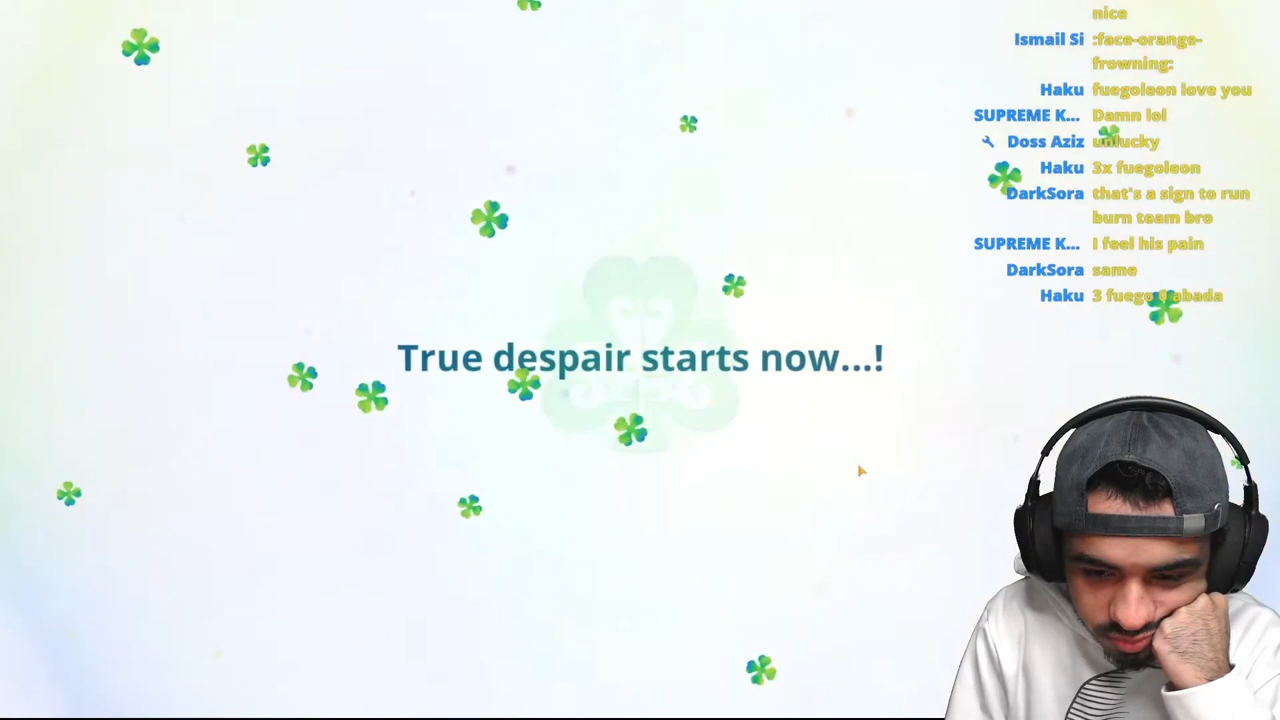 nice
Ismail Si :face-orange-
frowning:
Haku fuegoleon love you
SUPREME K... Damn lol
Doss Aziz unlucky
Haku 3x fuegoleon
DarkSora that's a sign to run
burn team bro
SUPREME K... I feel his pain
DarkSora same
Haku 3 fuego 0 abada
True despair starts now...!